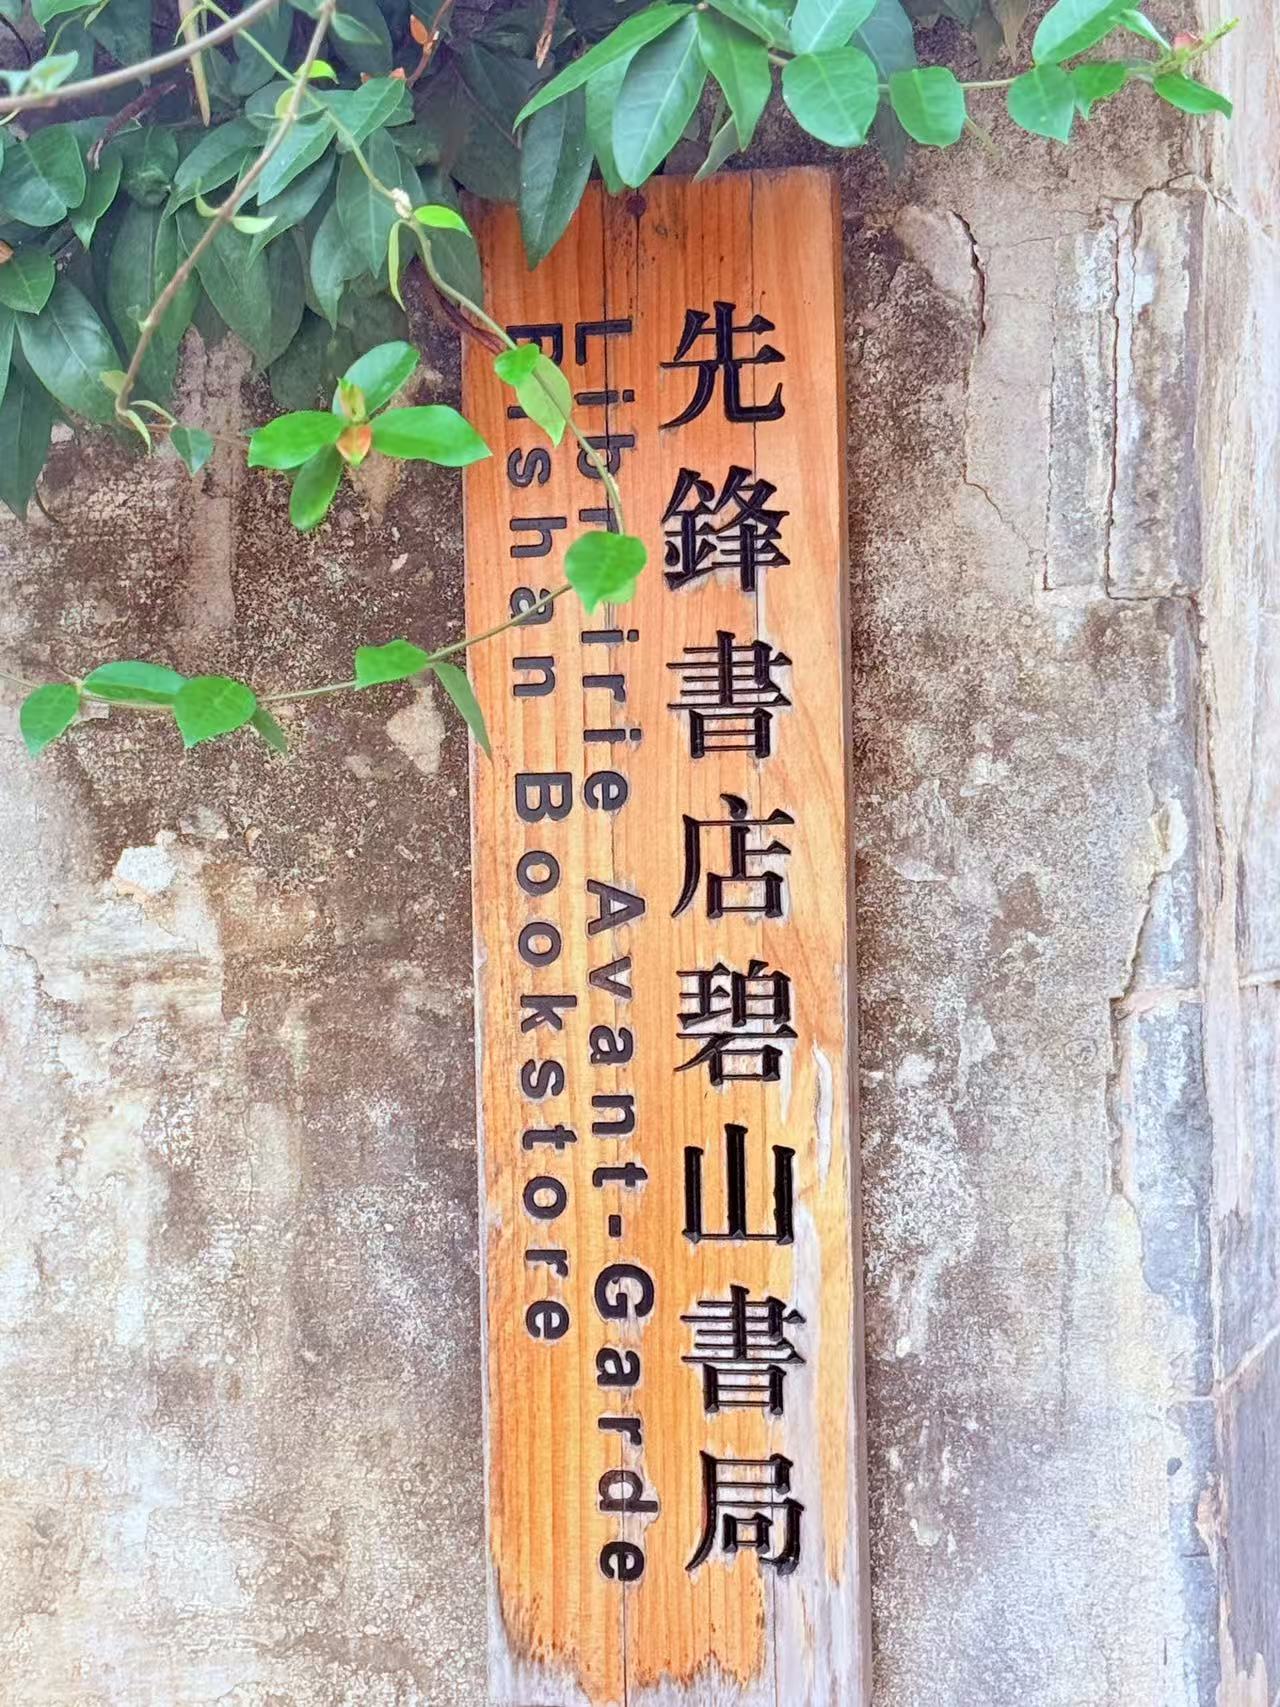 先鋒書店碧山書局
Librairie Avant-Garde
Bishan Bookstore